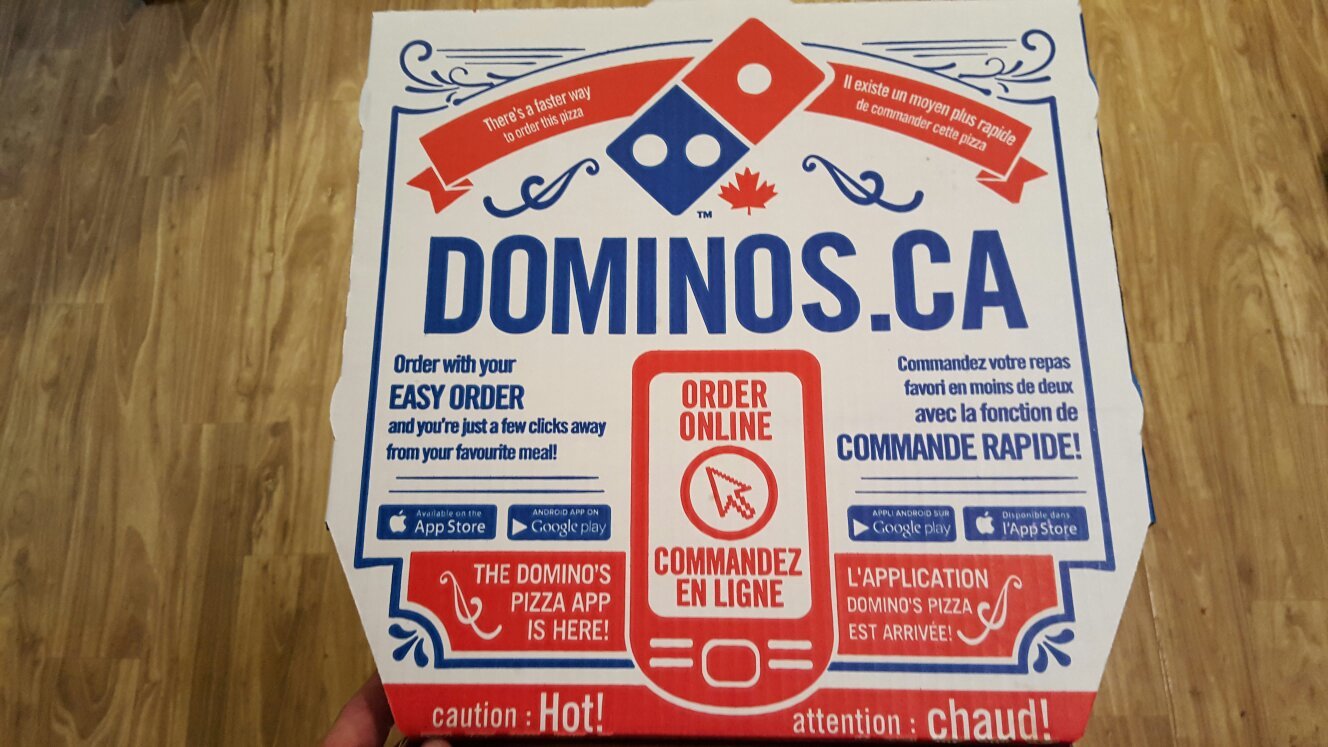 There's a faster way
to order this pizza
Il existe un moyen plus rapide
de commander cette pizza
TM
DOMINOS.CA
Order with your
EASY ORDER
and you're just a few clicks away
from your favourite meal!
Commandez votre repas
favori en moins de deux
avec la fonction de
COMMANDE RAPIDE!
ORDER
ONLINE
COMMANDEZ
EN LIGNE
Available on the
App Store
ANDROID APP ON
Google play
APPLI ANDROID SUR
Google play
Disponible dans
l'App Store
THE DOMINO'S
PIZZA APP
IS HERE!
L'APPLICATION
DOMINO'S PIZZA
EST ARRIVÉE!
caution : Hot!
attention : chaud!